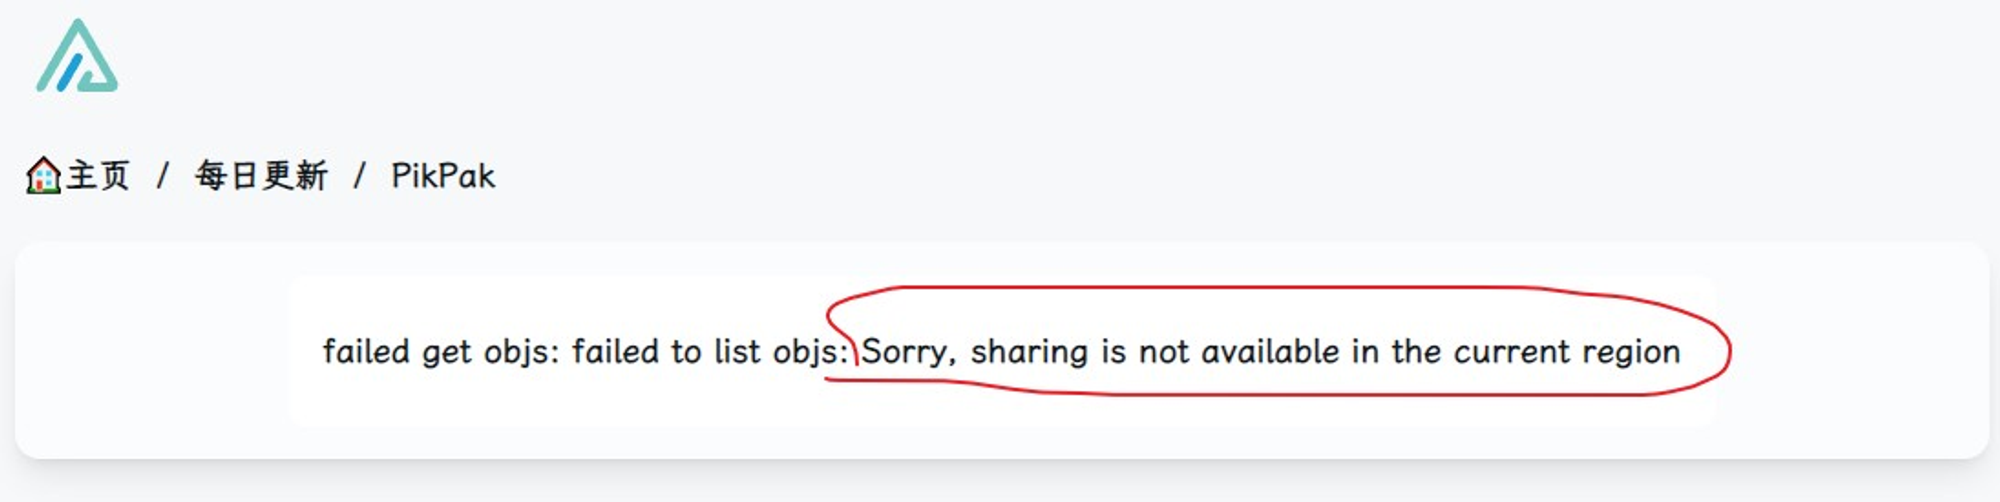 主页 / 每日更新 / PikPak
failed get objs: failed to list objs: Sorry, sharing is not available in the current region